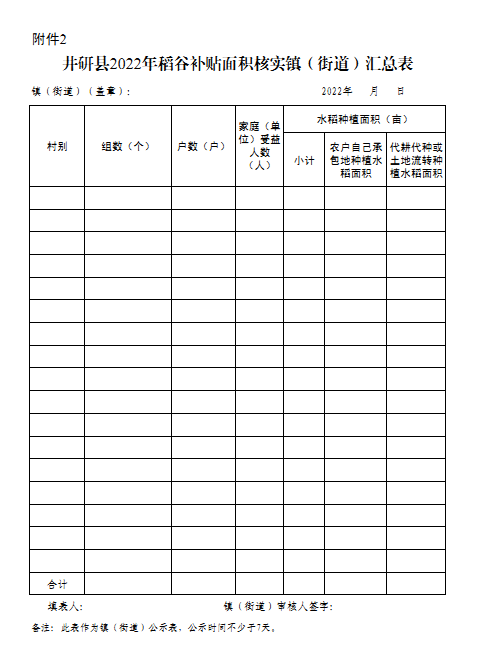 附件2
井研县2022年稻谷补贴面积核实镇（街道）汇总表
镇（街道）（盖章）： 2022年 月 日
村别
组数（个）
户数（户）
家庭（单
位）受益
人数
（人）
水稻种植面积（亩）
小计
农户自己承
包地种植水
稻面积
代耕代种或
土地流转种
植水稻面积
合计
填表人： 镇（街道）审核人签字：
备注：此表作为镇（街道）公示表，公示时间不少于7天。